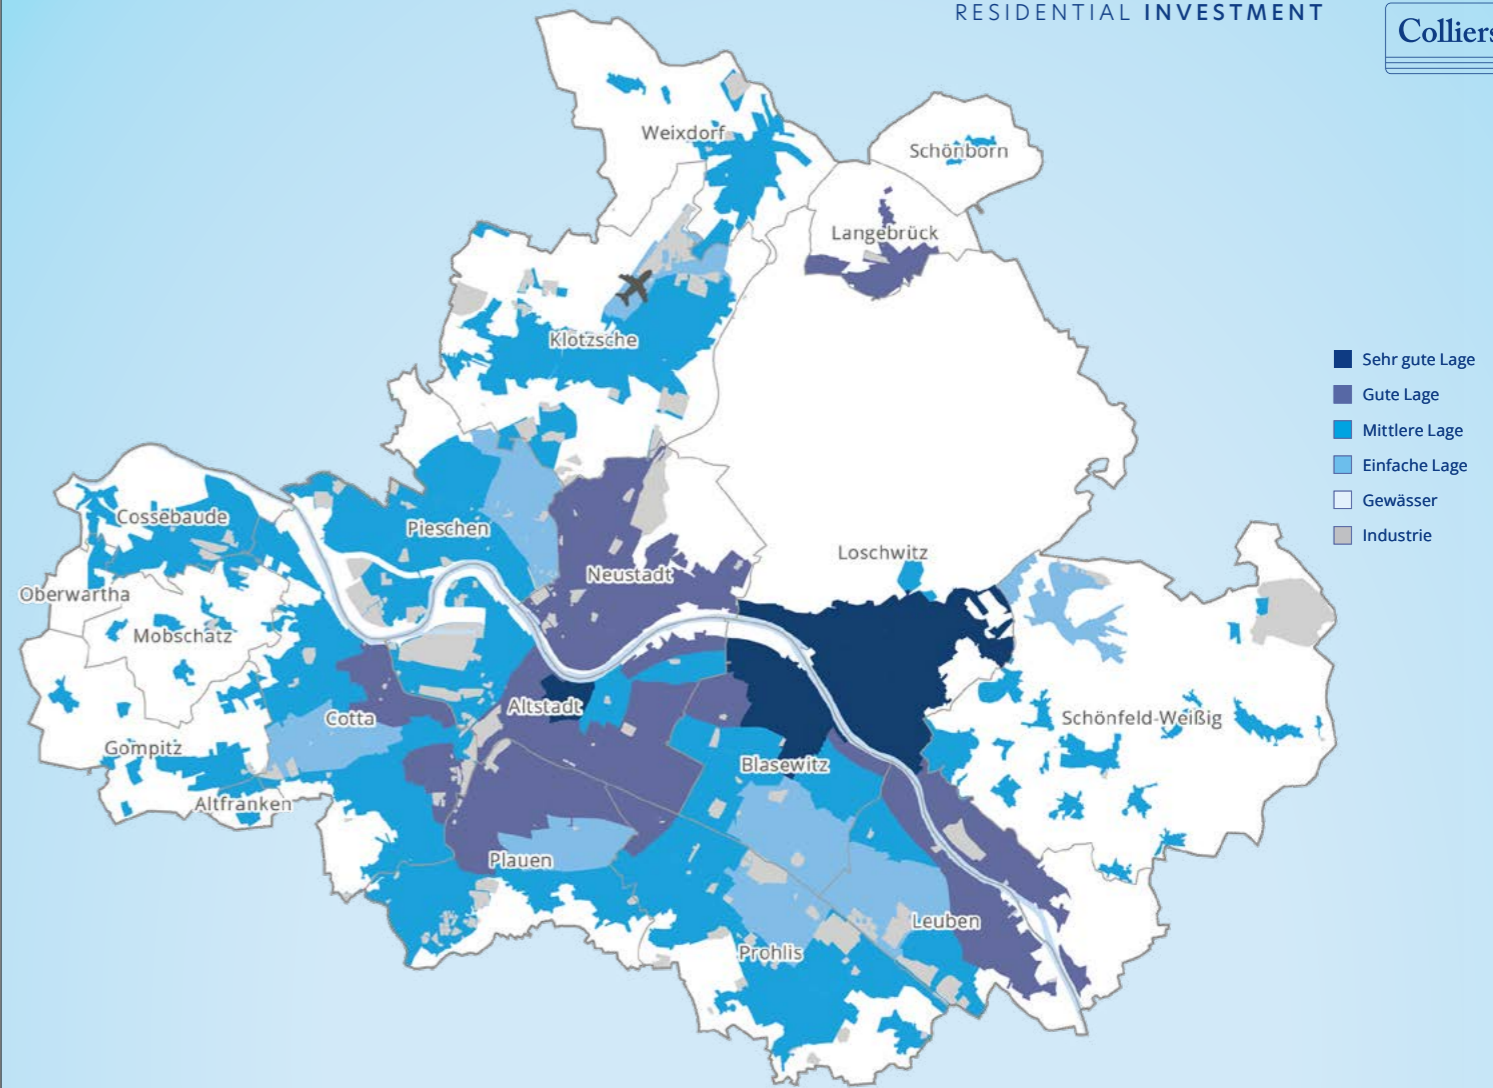 RESIDENTIAL INVESTMENT
Colliers
Weixdorf
Schönborn
Langebrück
Klotzsche
Sehr gute Lage
Gute Lage
Mittlere Lage
Einfache Lage
Gewässer
Industrie
Cossebaude
Pieschen
Loschwitz
Neustadt
Oberwartha
Mobschatz
Altstadt
Cotta
Schönfeld-Weißig
Gompitz
Blasewitz
Altfranken
Plauen
Leuben
Prohlis